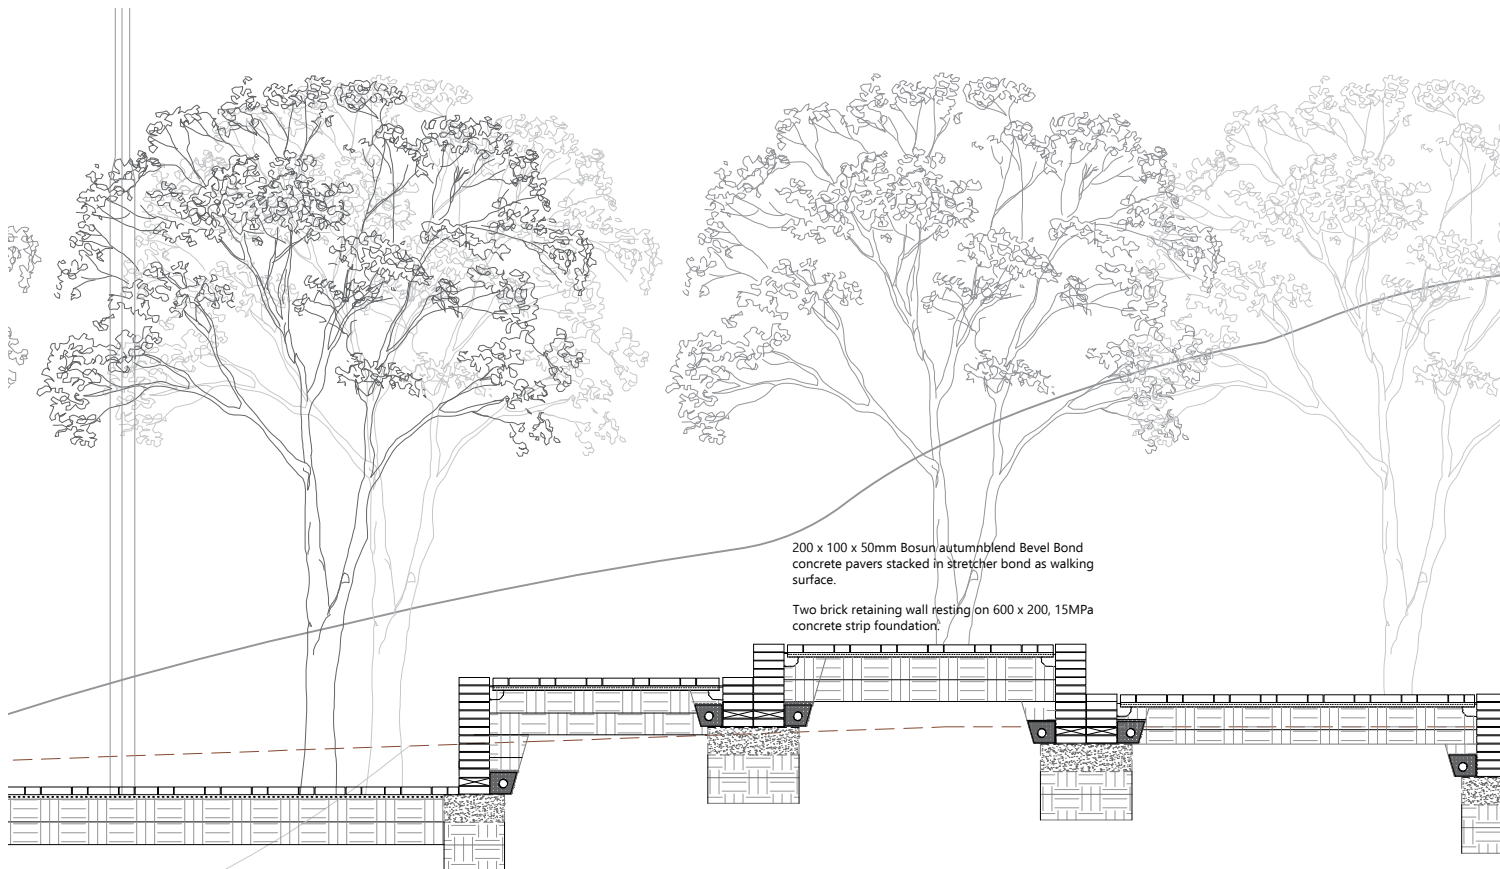 200 x 100 x 50mm Bosun autumnblend Bevel Bond
concrete pavers stacked in stretcher bond as walking
surface.
Two brick retaining wall resting on 600 x 200, 15MPa
concrete strip foundation.